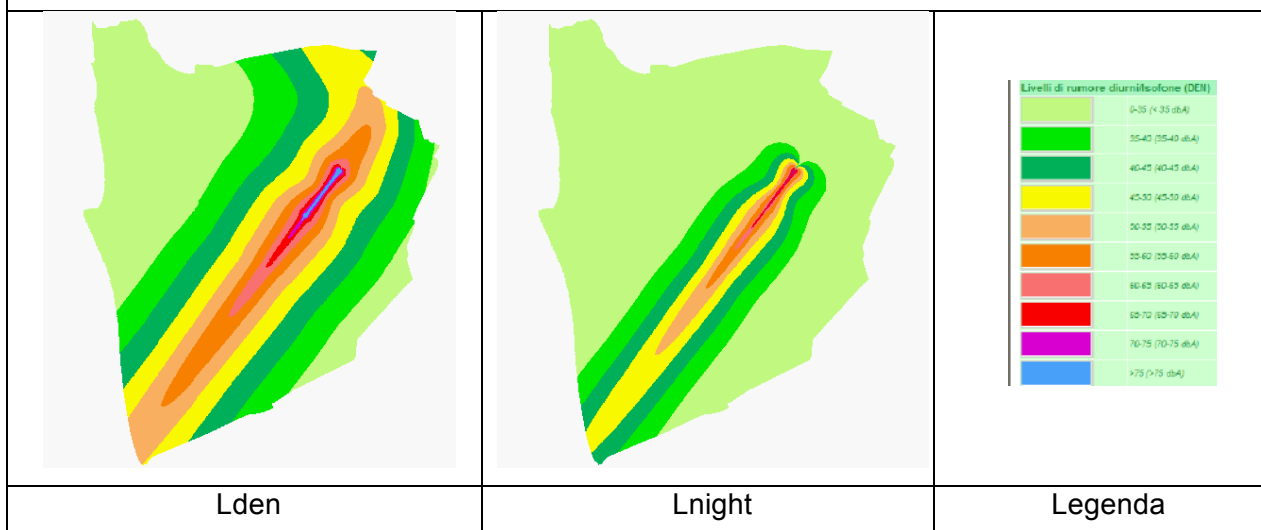 Livelli di rumore diurni/Isofone (DEN)
0-35 (< 35 dbA)
35-40 (35-40 dbA)
40-45 (40-45 dbA)
45-50 (45-50 dbA)
50-55 (50-55 dbA)
55-60 (55-60 dbA)
60-65 (60-65 dbA)
65-70 (65-70 dbA)
70-75 (70-75 dbA)
>75 (>75 dbA)
Lden Lnight Legenda